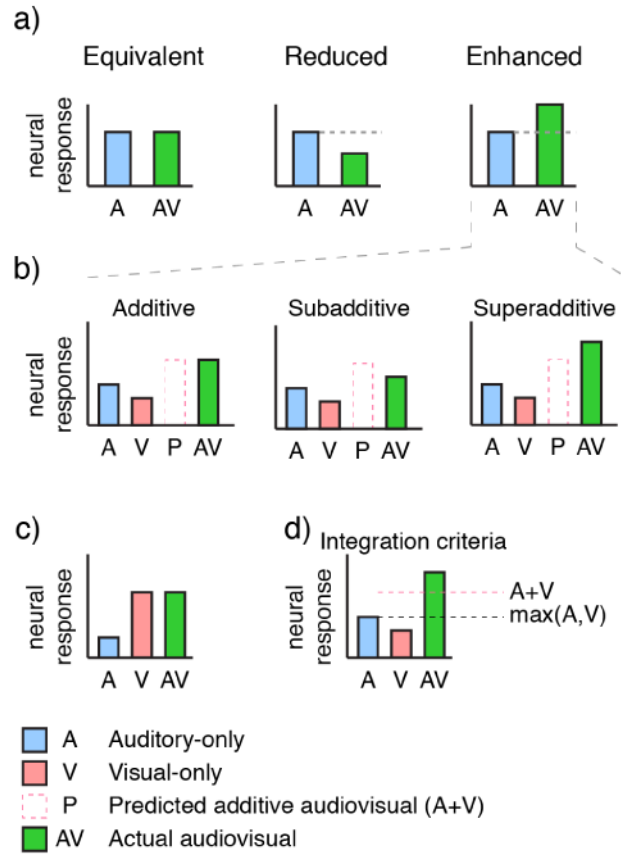 a)
Equivalent Reduced Enhanced
neural
response
A AV A AV A AV
b)
Additive Subadditive Superadditive
neural
response
A V P AV A V P AV A V P AV
c) d)
Integration criteria
neural
response
A V AV
neural
response
A+V
max(A,V)
A V AV
A Auditory-only
V Visual-only
P Predicted additive audiovisual (A+V)
AV Actual audiovisual